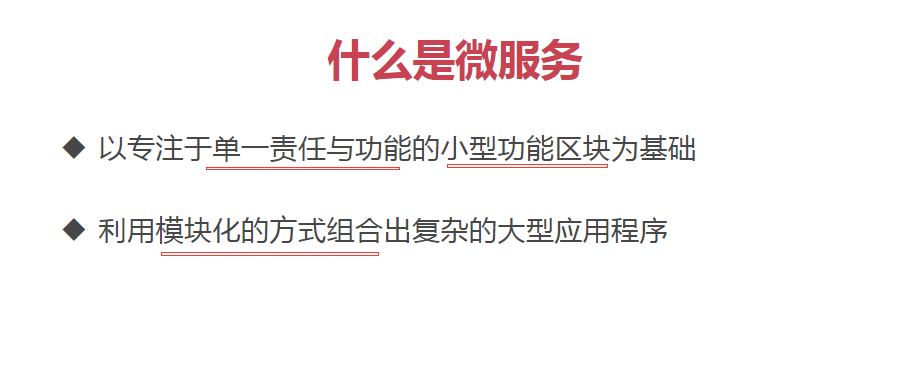 什么是微服务
◆ 以专注于单一责任与功能的小型功能区块为基础
◆ 利用模块化的方式组合出复杂的大型应用程序